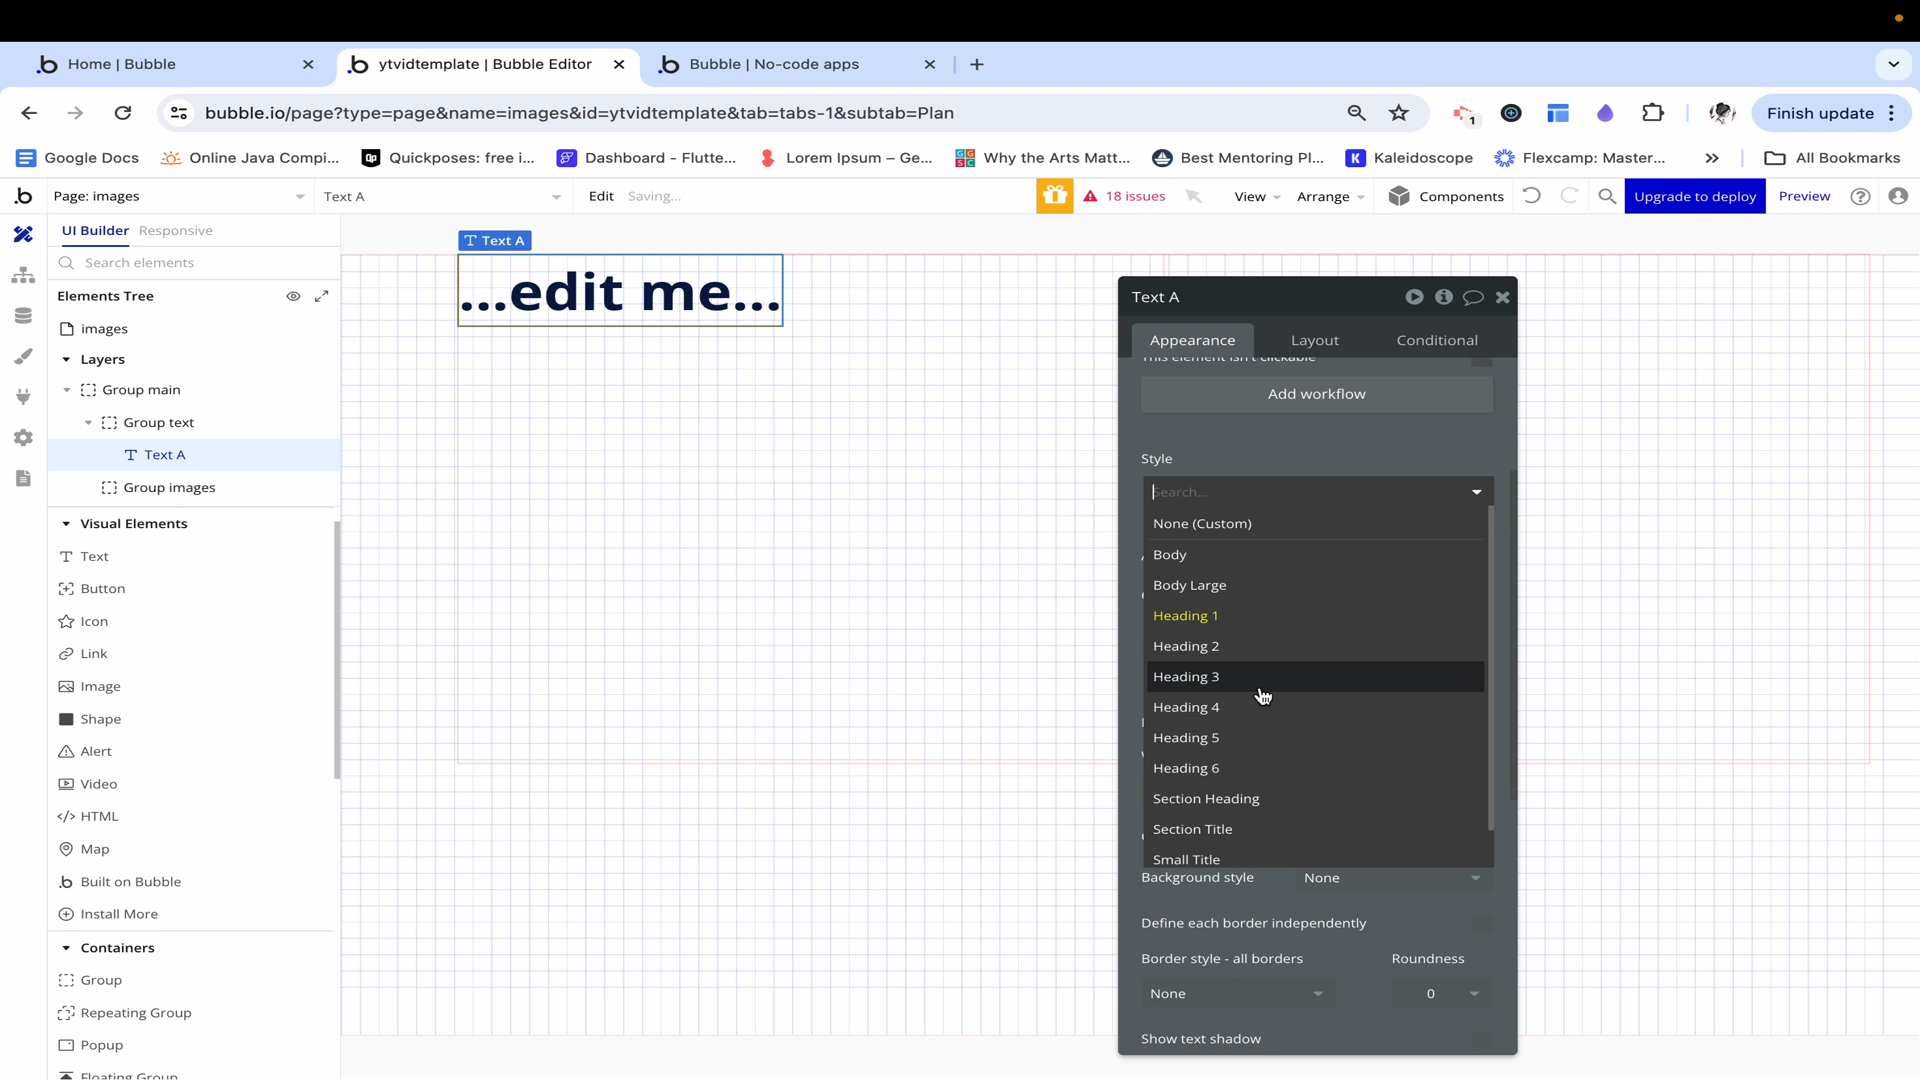 Home | Bubble
ytvidtemplate | Bubble Editor
Bubble | No-code apps
bubble.io/page?type=page&name=images&id=ytvidtemplate&tab=tabs-1&subtab=Plan
1
Finish update
Google Docs
Online Java Compi...
Quickposes: free i...
Dashboard - Flutte...
Lorem Ipsum – Ge...
Why the Arts Matt...
Best Mentoring Pl...
Kaleidoscope
Flexcamp: Master...
All Bookmarks
Page: images
Text A
Edit
Saving...
18 issues
View
Arrange
Components
Upgrade to deploy
Preview
UI Builder
Responsive
Search elements
Elements Tree
images
Layers
Group main
Group text
Text A
Group images
Visual Elements
Text
Button
Icon
Link
Image
Shape
Alert
Video
HTML
Map
Built on Bubble
Install More
Containers
Group
Repeating Group
Popup
Floating Group
Text A
...edit me...
Text A
Appearance
Layout
Conditional
This element isn't clickable
Add workflow
Style
Search...
None (Custom)
Body
Body Large
Heading 1
Heading 2
Heading 3
Heading 4
Heading 5
Heading 6
Section Heading
Section Title
Small Title
Background style
None
Define each border independently
Border style - all borders
Roundness
None
0
Show text shadow